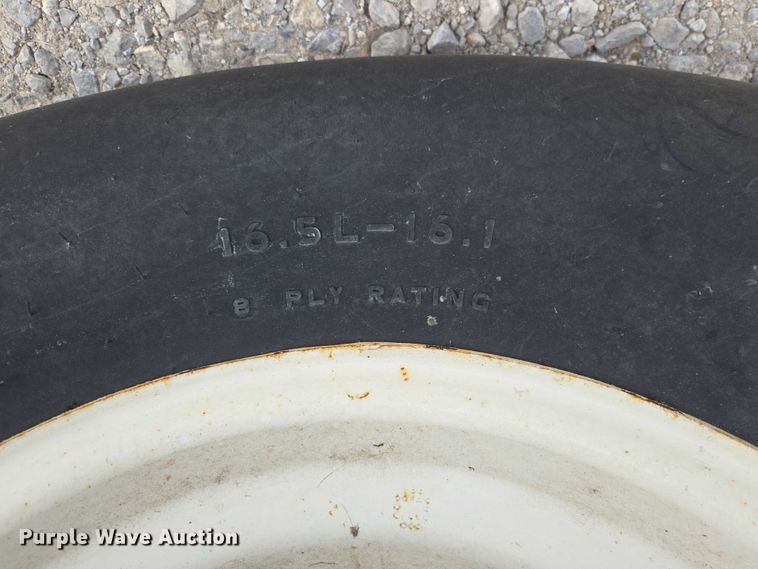 16.5L-16.1
8 PLY RATING
Purple Wave Auction